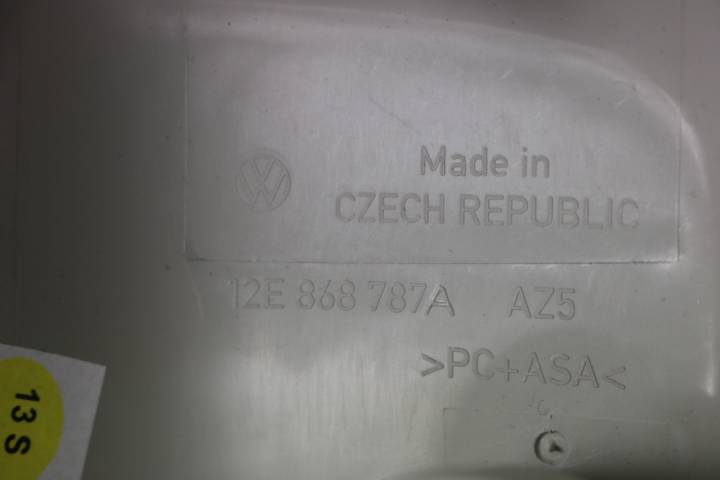 Made in
CZECH REPUBLIC
12E 868 787A AZ5
>PC+ASA<
13 S